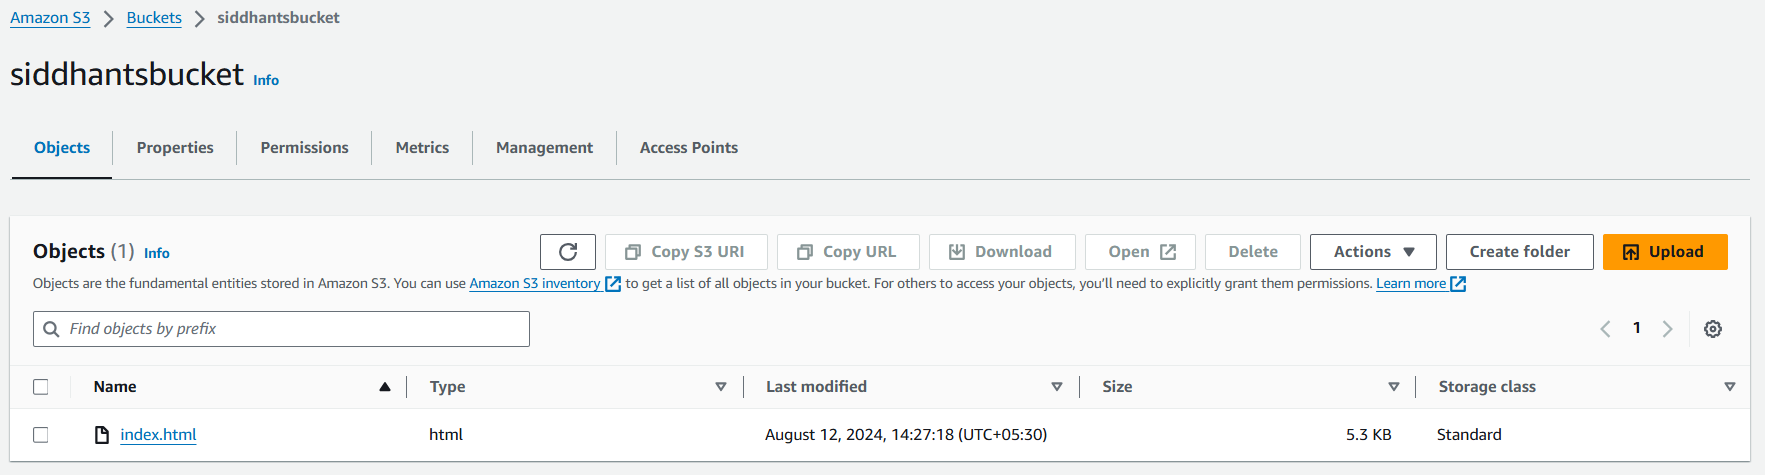 Amazon S3 > Buckets > siddhantsbucket
siddhantsbucket Info
Objects Properties Permissions Metrics Management Access Points
Objects (1) Info Copy S3 URI Copy URL Download Open Delete Actions Create folder Upload
Objects are the fundamental entities stored in Amazon S3. You can use Amazon S3 inventory to get a list of all objects in your bucket. For others to access your objects, you'll need to explicitly grant them permissions. Learn more
Find objects by prefix 1
Name Type Last modified Size Storage class
index.html html August 12, 2024, 14:27:18 (UTC+05:30) 5.3 KB Standard